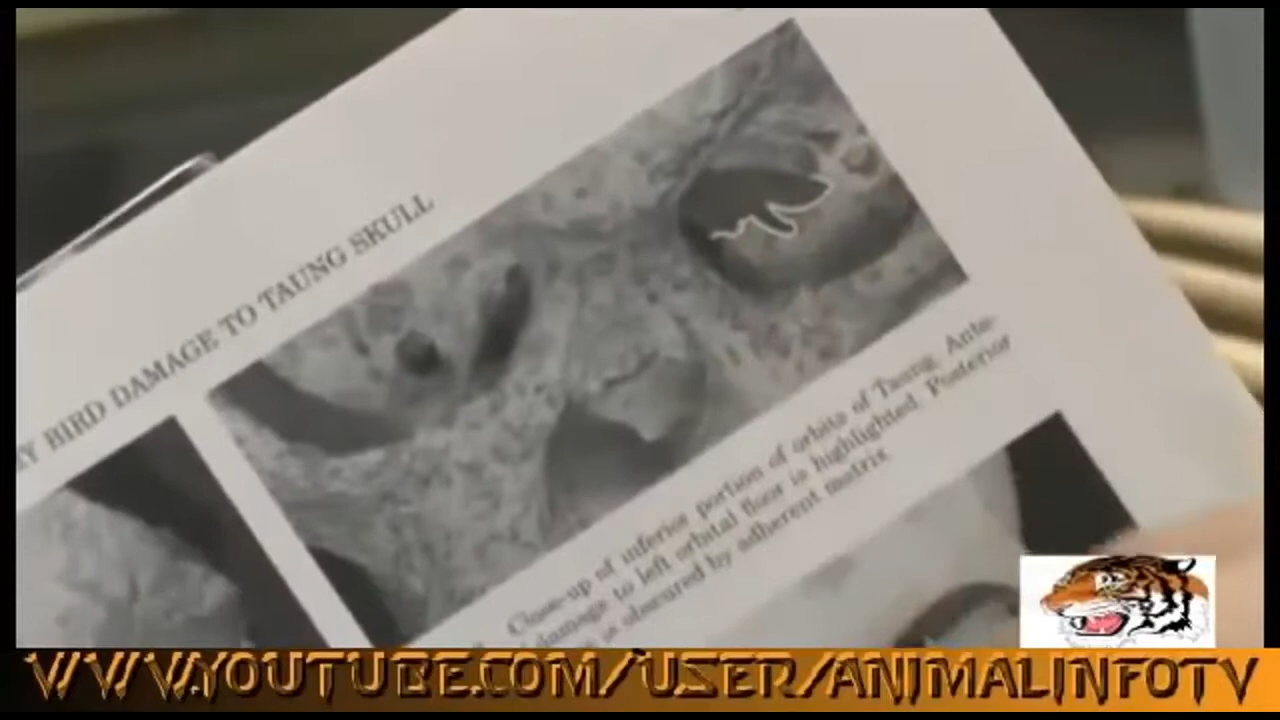 BIRD DAMAGE TO TAUNG SKULL
Close-up of inferior portion of orbits of Taung. Ante-
damage to left orbital floor is highlighted. Posterior
is obscured by adherent matrix.
WWW.YOUTUBE.COM/USER/ANIMALINFOTV